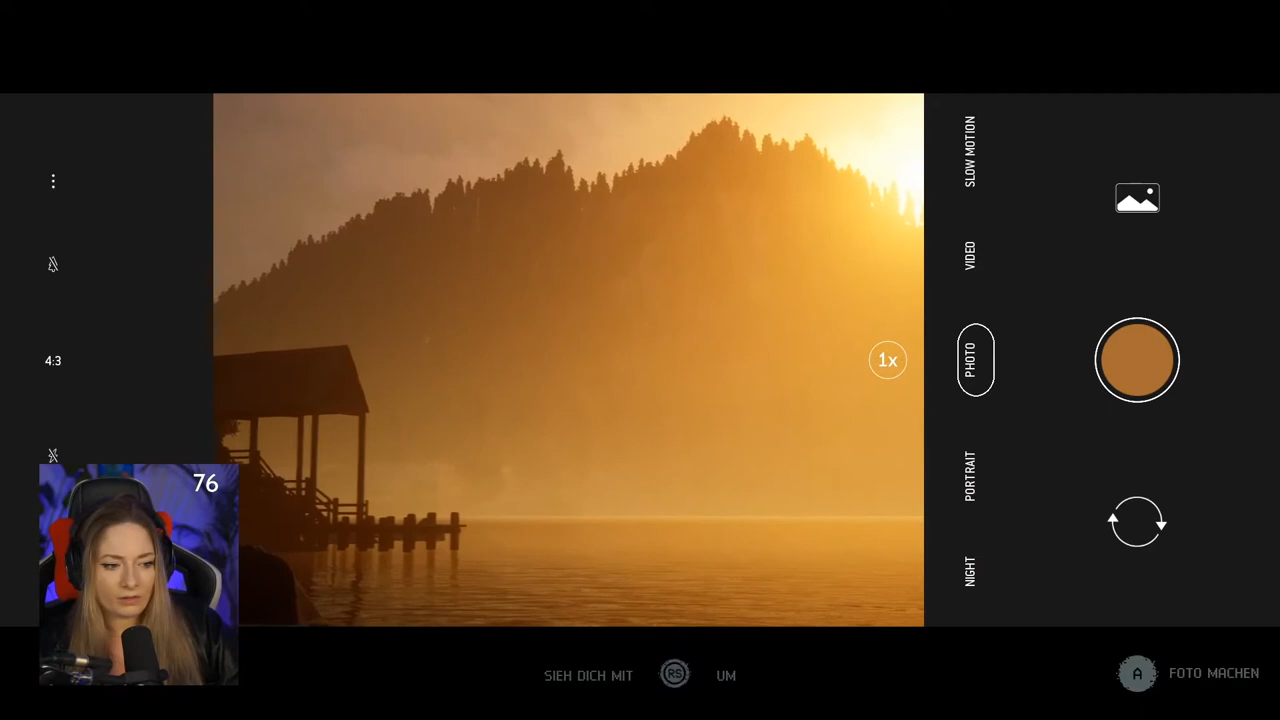 SLOW MOTION
VIDEO
4:3
1x
PHOTO
PORTRAIT
76
NIGHT
SIEH DICH MIT RS UM
A FOTO MACHEN